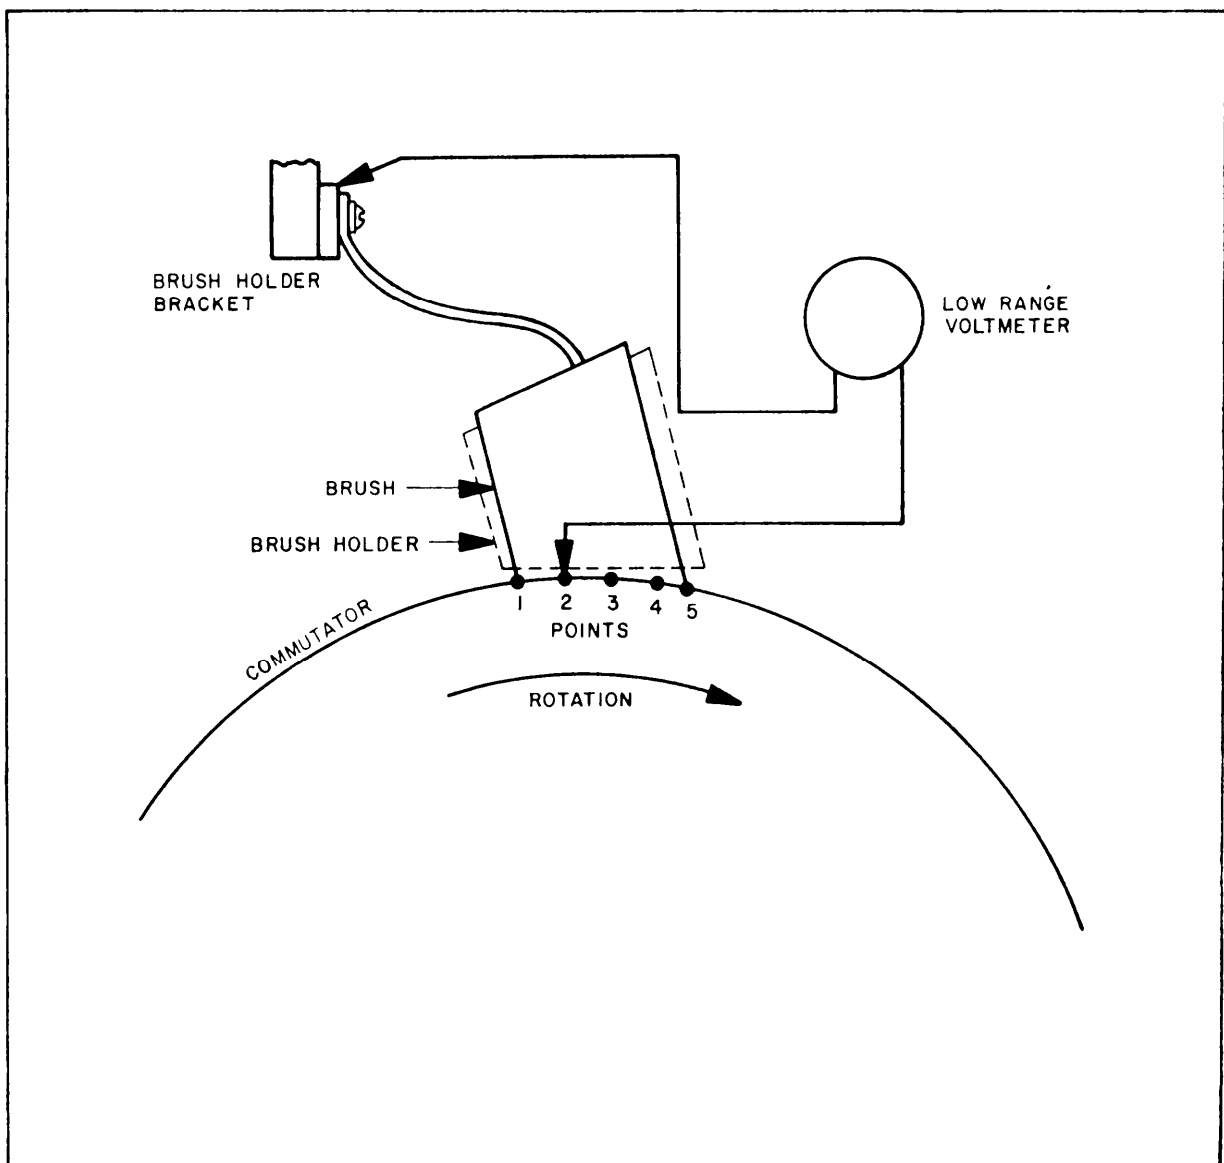 BRUSH HOLDER
BRACKET
LOW RANGE
VOLTMETER
BRUSH
BRUSH HOLDER
1 2 3 4 5
POINTS
COMMUTATOR
ROTATION